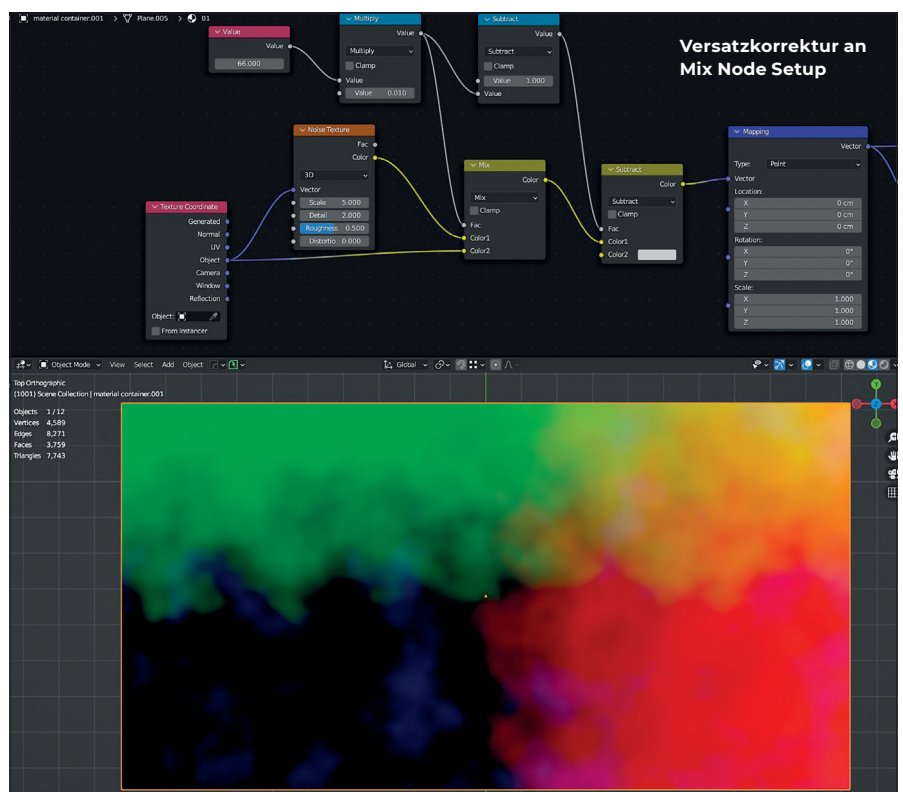 material container.001 > Plane.005 > 01
Versatzkorrektur an
Mix Node Setup
Value
Value
66.000
Multiply
Value
Multiply
Clamp
Value
Value 0.010
Subtract
Value
Subtract
Clamp
Value 1.000
Value
Noise Texture
Fac
Color
3D
Vector
Scale 5.000
Detail 2.000
Roughness 0.500
Distortio 0.000
Texture Coordinate
Generated
Normal
UV
Object
Camera
Window
Reflection
Object:
From Instancer
Mix
Color
Mix
Clamp
Fac
Color1
Color2
Subtract
Color
Subtract
Clamp
Fac
Color1
Color2
Mapping
Vector
Type: Point
Vector
Location:
X 0 cm
Y 0 cm
Z 0 cm
Rotation:
X 0°
Y 0°
Z 0°
Scale:
X 1.000
Y 1.000
Z 1.000
Object Mode View Select Add Object Global
Top Orthographic
(1001) Scene Collection | material container.001
Objects 1/12
Vertices 4,589
Edges 8,271
Faces 3,759
Triangles 7,743
Y
Z